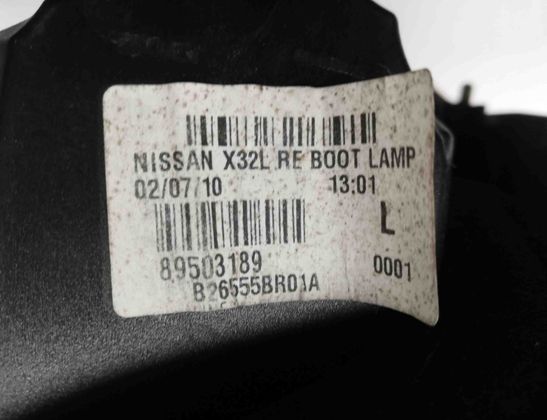 NISSAN X32L RE BOOT LAMP
02/07/10 13:01
L
89503189 0001
B26555BR01A